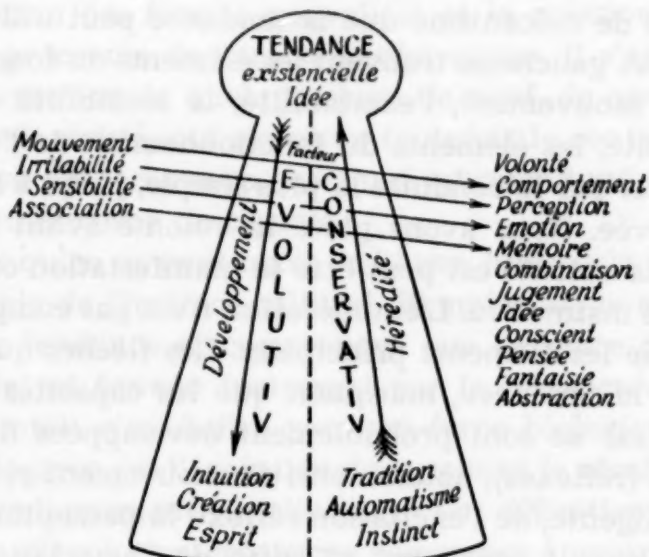 TENDANCE
existencielle
Idée
Facteur
Mouvement
Irritabilité
Sensibilité
Association
EVOLUTIV
CONSERVATIV
Développement
Hérédité
Volonté
Comportement
Perception
Emotion
Mémoire
Combinaison
Jugement
Idée
Conscient
Pensée
Fantaisie
Abstraction
Intuition
Création
Esprit
Tradition
Automatisme
Instinct